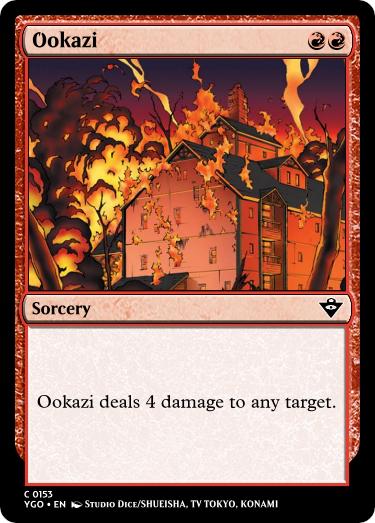 Ookazi
Sorcery
Ookazi deals 4 damage to any target.
C 0153
YGO • EN Studio Dice/SHUEISHA, TV TOKYO, KONAMI